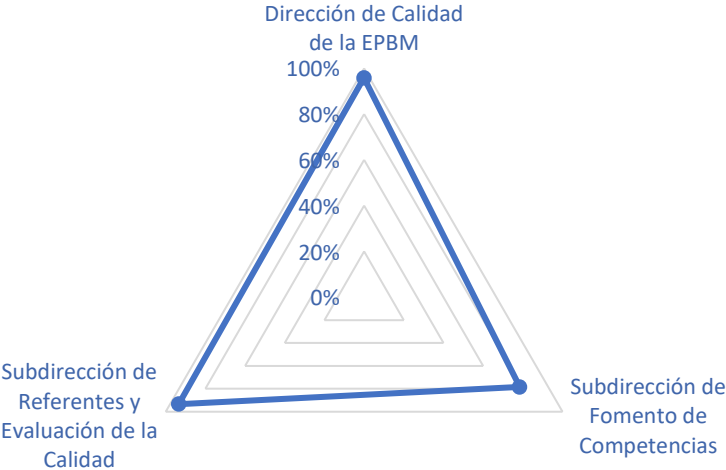 Dirección de Calidad
de la EPBM
100%
80%
60%
40%
20%
0%
Subdirección de
Referentes y
Evaluación de la
Calidad
Subdirección de
Fomento de
Competencias